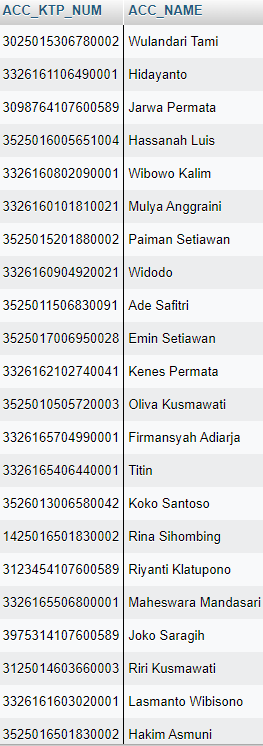 ACC_KTP_NUM ACC_NAME
3025015306780002 Wulandari Tami
3326161106490001 Hidayanto
3098764107600589 Jarwa Permata
3525016005651004 Hassanah Luis
3326160802090001 Wibowo Kalim
3326160101810021 Mulya Anggraini
3525015201880002 Paiman Setiawan
3326160904920021 Widodo
3525011506830091 Ade Safitri
3525017006950028 Emin Setiawan
3326162102740041 Kenes Permata
3525010505720003 Oliva Kusmawati
3326165704990001 Firmansyah Adiarja
3326165406440001 Titin
3526013006580042 Koko Santoso
1425016501830002 Rina Sihombing
3123454107600589 Riyanti Klatupono
3326165506800001 Maheswara Mandasari
3975314107600589 Joko Saragih
3125014603660003 Riri Kusmawati
3326161603020001 Lasmanto Wibisono
3525016501830002 Hakim Asmuni